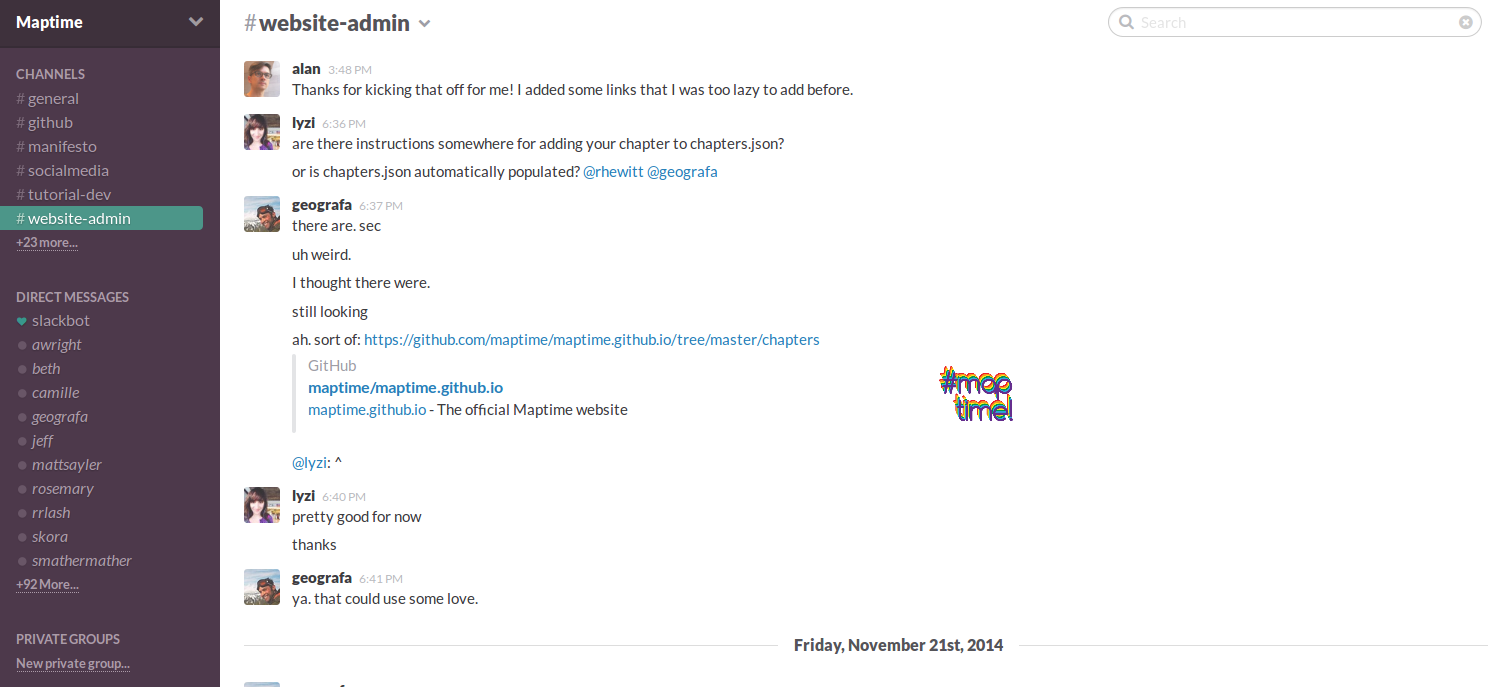 Maptime
CHANNELS
# general
# github
# manifesto
# socialmedia
# tutorial-dev
# website-admin
+23 more...
DIRECT MESSAGES
slackbot
awright
beth
camille
geografa
jeff
mattsayler
rosemary
rrlash
skora
smathermather
+92 More...
PRIVATE GROUPS
New private group...
#website-admin
Search
alan 3:48 PM
Thanks for kicking that off for me! I added some links that I was too lazy to add before.
lyzi 6:36 PM
are there instructions somewhere for adding your chapter to chapters.json?
or is chapters.json automatically populated? @rhewitt @geografa
geografa 6:37 PM
there are. sec
uh weird.
I thought there were.
still looking
ah. sort of: https://github.com/maptime/maptime.github.io/tree/master/chapters
GitHub
maptime/maptime.github.io
maptime.github.io - The official Maptime website
#map
time!
@lyzi: ^
lyzi 6:40 PM
pretty good for now
thanks
geografa 6:41 PM
ya. that could use some love.
Friday, November 21st, 2014